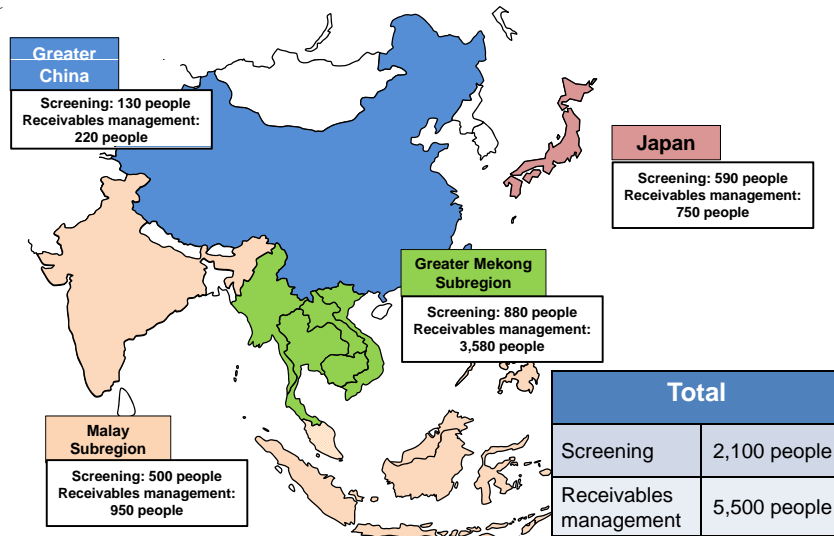 Greater
China
Screening: 130 people
Receivables management:
220 people
Japan
Screening: 590 people
Receivables management:
750 people
Greater Mekong
Subregion
Screening: 880 people
Receivables management:
3,580 people
Malay
Subregion
Screening: 500 people
Receivables management:
950 people
Total
Screening 2,100 people
Receivables
management 5,500 people